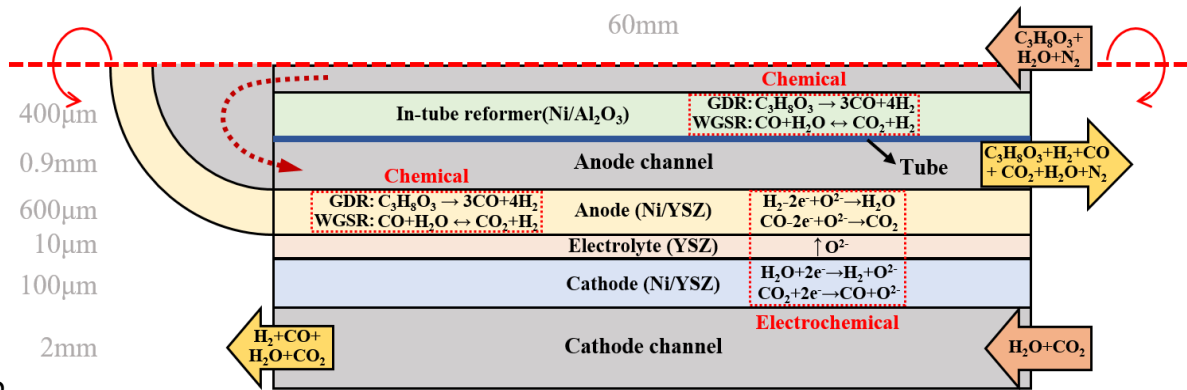 60mm
C₃H₈O₃+
H₂O+N₂
Chemical
400μm
In-tube reformer(Ni/Al₂O₃)
GDR: C₃H₈O₃ → 3CO+4H₂
WGSR: CO+H₂O ↔ CO₂+H₂
0.9mm
Anode channel
Tube
C₃H₈O₃+H₂+CO
+ CO₂+H₂O+N₂
Chemical
600μm
GDR: C₃H₈O₃ → 3CO+4H₂
WGSR: CO+H₂O ↔ CO₂+H₂
Anode (Ni/YSZ)
H₂-2e⁻+O²⁻→H₂O
CO-2e⁻+O²⁻→CO₂
10μm
Electrolyte (YSZ)
↑O²⁻
100μm
Cathode (Ni/YSZ)
H₂O+2e⁻→H₂+O²⁻
CO₂+2e⁻→CO+O²⁻
Electrochemical
2mm
H₂+CO+
H₂O+CO₂
Cathode channel
H₂O+CO₂